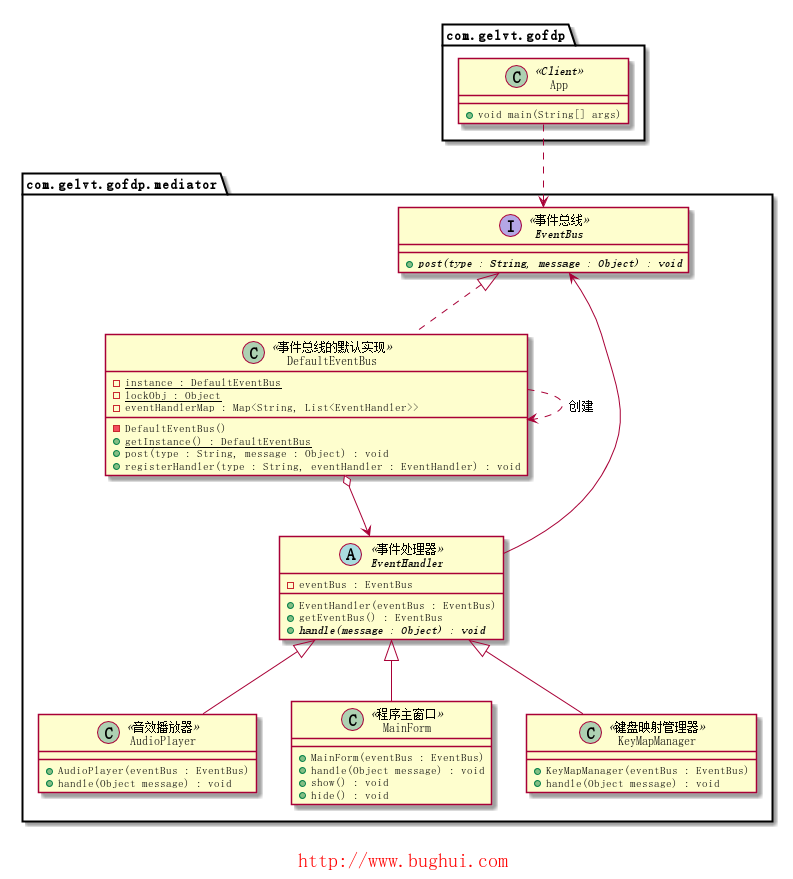 com.gelvt.gofdp
C
«Client»
App
void main(String[] args)
com.gelvt.gofdp.mediator
I
«事件总线»
EventBus
post(type : String, message : Object) : void
C
«事件总线的默认实现»
DefaultEventBus
instance : DefaultEventBus
lockObj : Object
eventHandlerMap : Map<String, List<EventHandler>>
DefaultEventBus()
getInstance() : DefaultEventBus
post(type : String, message : Object) : void
registerHandler(type : String, eventHandler : EventHandler) : void
创建
A
«事件处理器»
EventHandler
eventBus : EventBus
EventHandler(eventBus : EventBus)
getEventBus() : EventBus
handle(message : Object) : void
C
«音效播放器»
AudioPlayer
AudioPlayer(eventBus : EventBus)
handle(Object message) : void
C
«程序主窗口»
MainForm
MainForm(eventBus : EventBus)
handle(Object message) : void
show() : void
hide() : void
C
«键盘映射管理器»
KeyMapManager
KeyMapManager(eventBus : EventBus)
handle(Object message) : void
http://www.bughui.com